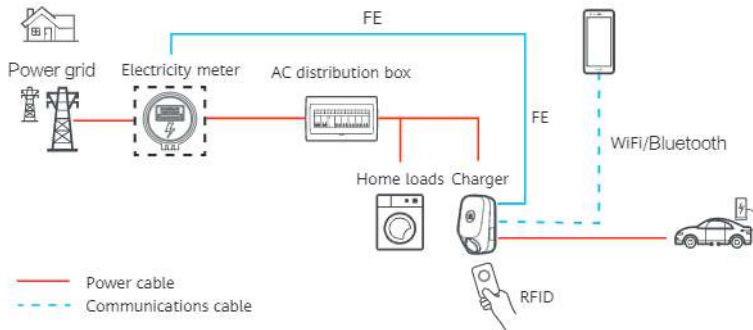 FE
Power grid
Electricity meter
AC distribution box
FE
WiFi/Bluetooth
Home loads
Charger
RFID
Power cable
Communications cable